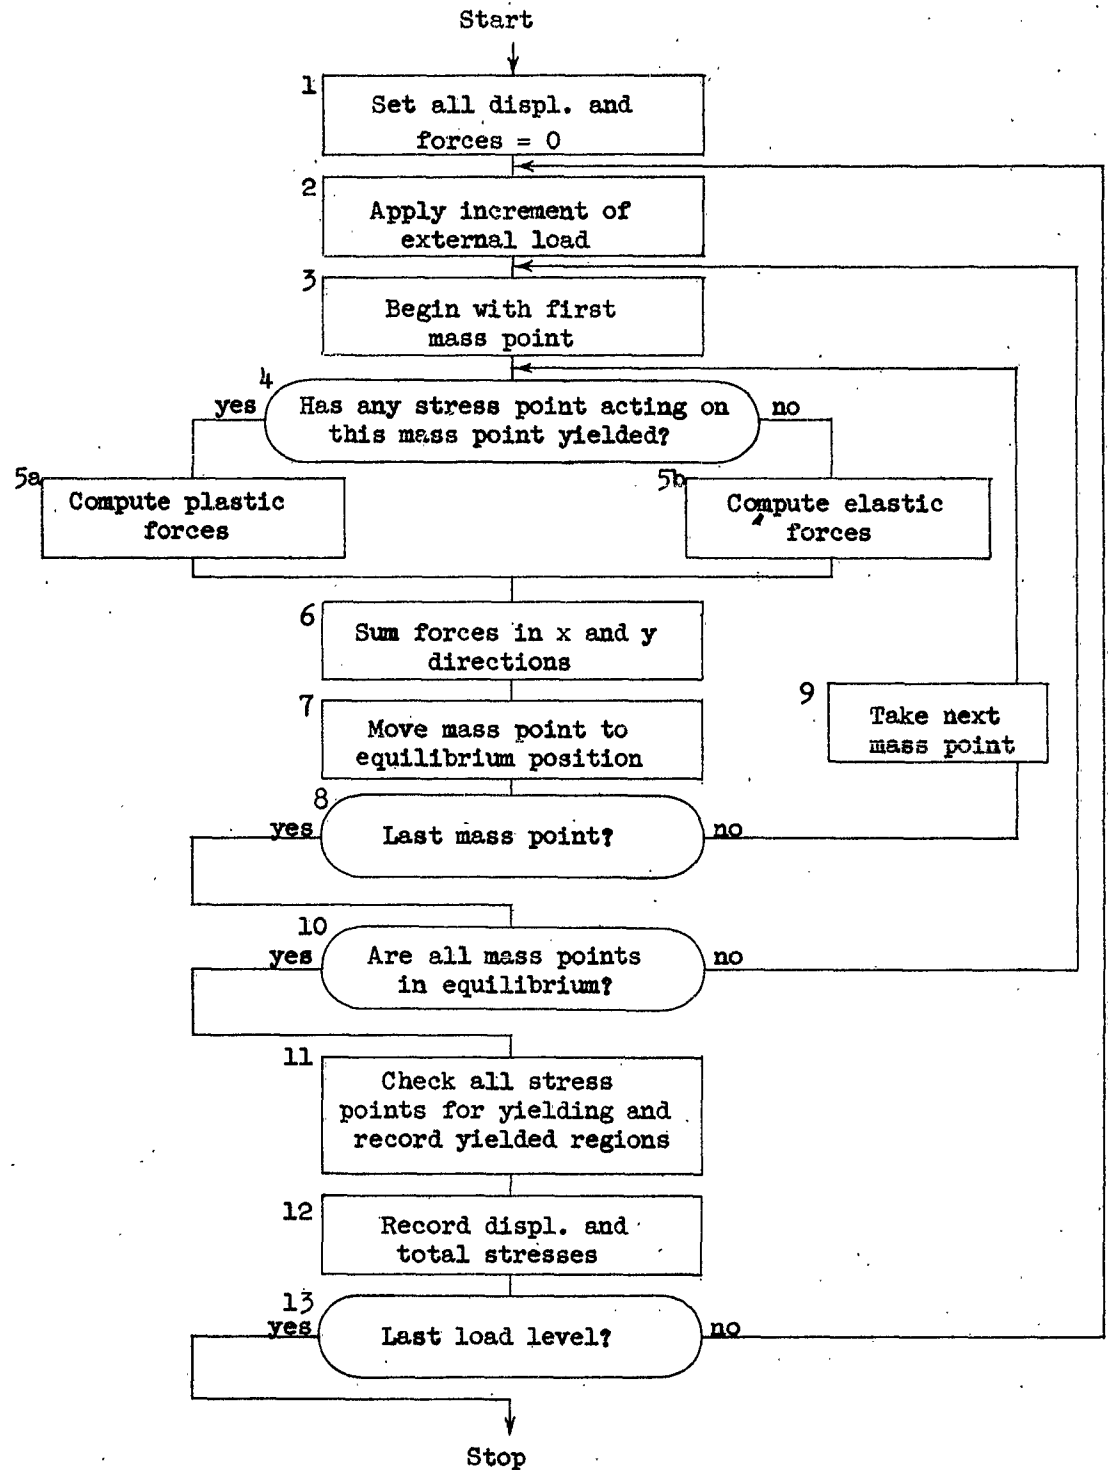 Start
1
Set all displ. and
forces = 0
2
Apply increment of
external load
3
Begin with first
mass point
4
yes
Has any stress point acting on
this mass point yielded?
no
5a
Compute plastic
forces
5b
Compute elastic
forces
6
Sum forces in x and y
directions
7
Move mass point to
equilibrium position
9
Take next
mass point
8
yes
Last mass point?
no
10
yes
Are all mass points
in equilibrium?
no
11
Check all stress
points for yielding and
record yielded regions
12
Record displ. and
total stresses
13
yes
Last load level?
no
Stop